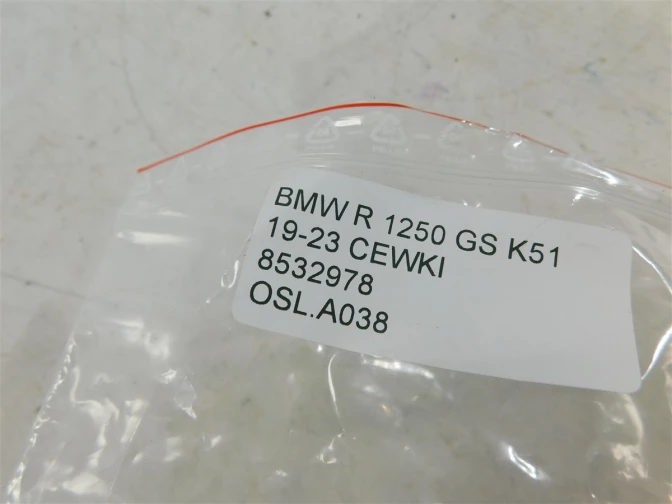 BMW R 1250 GS K51
19-23 CEWKI
8532978
OSL.A038